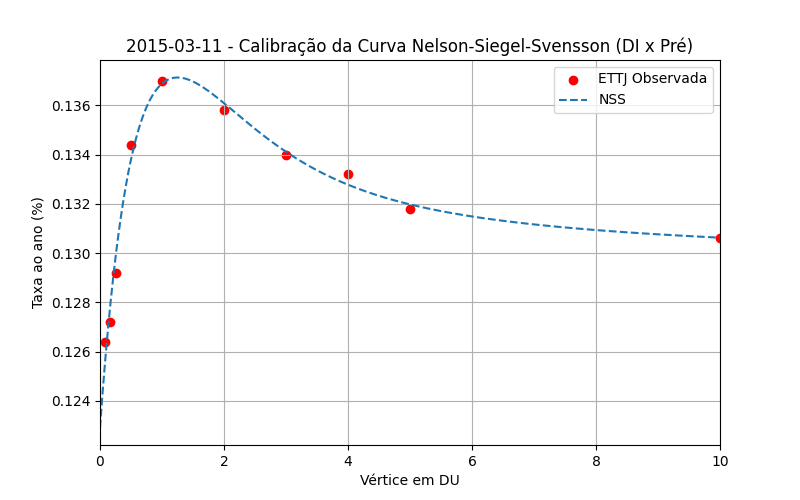 2015-03-11 - Calibração da Curva Nelson-Siegel-Svensson (DI x Pré)
ETTJ Observada
NSS
Taxa ao ano (%)
0.136
0.134
0.132
0.130
0.128
0.126
0.124
0 2 4 6 8 10
Vértice em DU